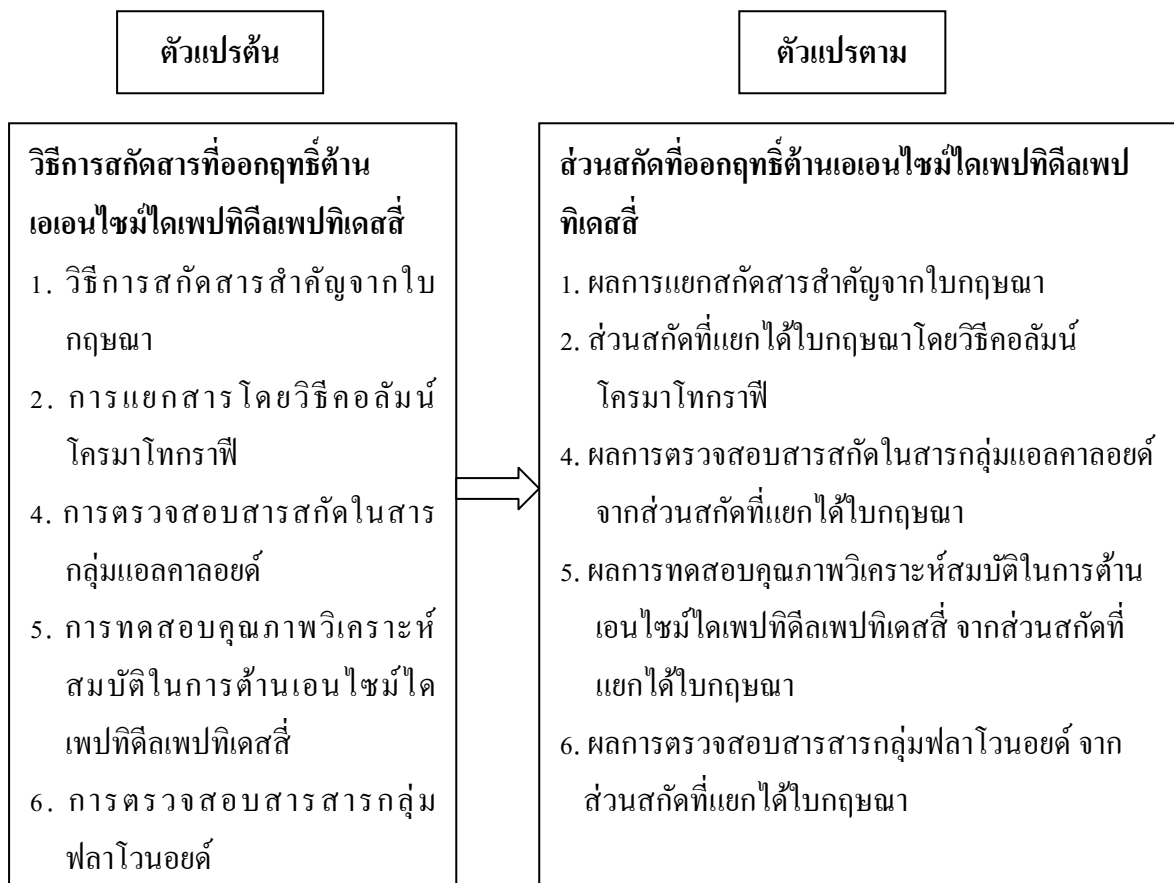 ตัวแปรต้น
ตัวแปรตาม
วิธีการสกัดสารที่ออกฤทธิ์ต้าน
เอเอนไซม์ไดเพปทิดีลเพปทิเดสสี่
1. วิธีการสกัดสารสำคัญจากใบ
กฤษณา
2. การแยกสารโดยวิธีคอลัมน์
โครมาโทกราฟี
4. การตรวจสอบสารสกัดในสาร
กลุ่มแอลคาลอยด์
5. การทดสอบคุณภาพวิเคราะห์
สมบัติในการต้านเอนไซม์ได
เพปทิดีลเพปทิเดสสี่
6. การตรวจสอบสารสารกลุ่ม
ฟลาโวนอยด์
ส่วนสกัดที่ออกฤทธิ์ต้านเอเอนไซม์ไดเพปทิดีลเพป
ทิเดสสี่
1. ผลการแยกสกัดสารสำคัญจากใบกฤษณา
2. ส่วนสกัดที่แยกได้ใบกฤษณาโดยวิธีคอลัมน์
โครมาโทกราฟี
4. ผลการตรวจสอบสารสกัดในสารกลุ่มแอลคาลอยด์
จากส่วนสกัดที่แยกได้ใบกฤษณา
5. ผลการทดสอบคุณภาพวิเคราะห์สมบัติในการต้าน
เอนไซม์ไดเพปทิดีลเพปทิเดสสี่ จากส่วนสกัดที่
แยกได้ใบกฤษณา
6. ผลการตรวจสอบสารสารกลุ่มฟลาโวนอยด์ จาก
ส่วนสกัดที่แยกได้ใบกฤษณา